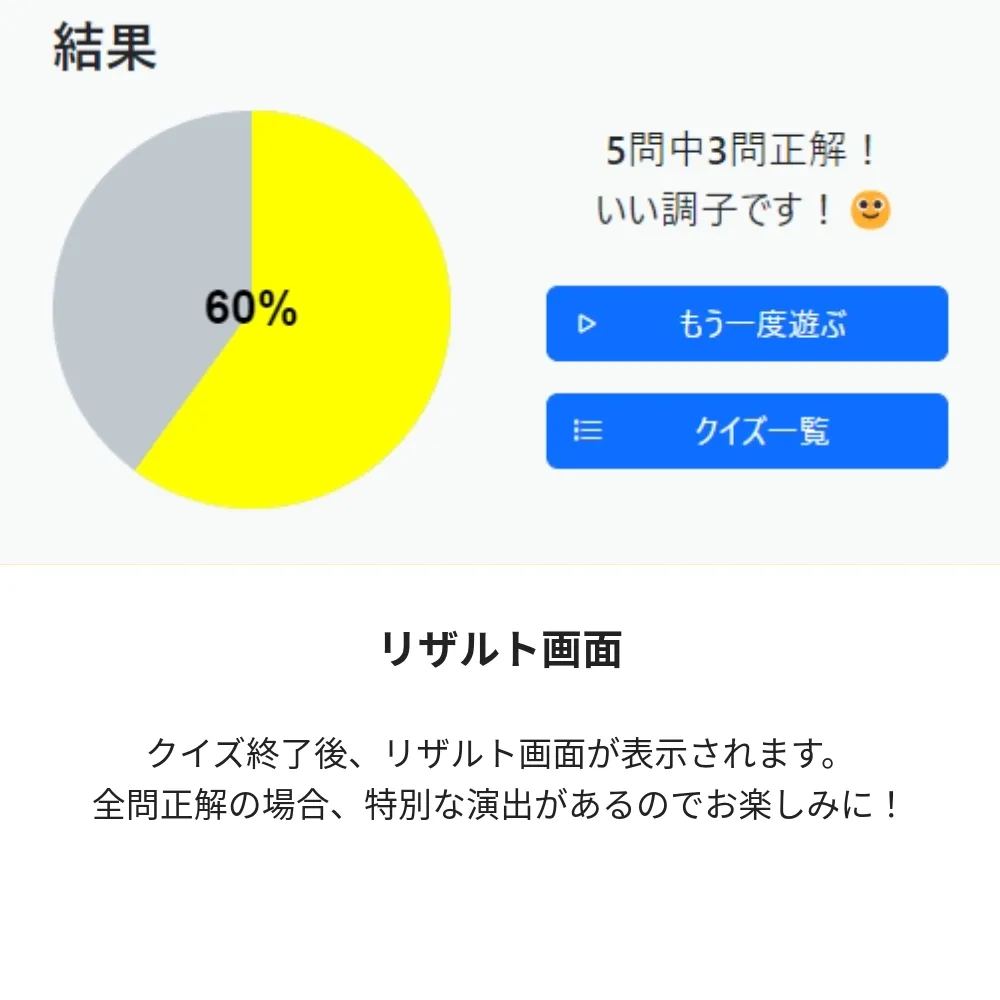 結果
60%
5問中3問正解！
いい調子です！
もう一度遊ぶ
クイズ一覧
リザルト画面
クイズ終了後、リザルト画面が表示されます。
全問正解の場合、特別な演出があるのでお楽しみに！